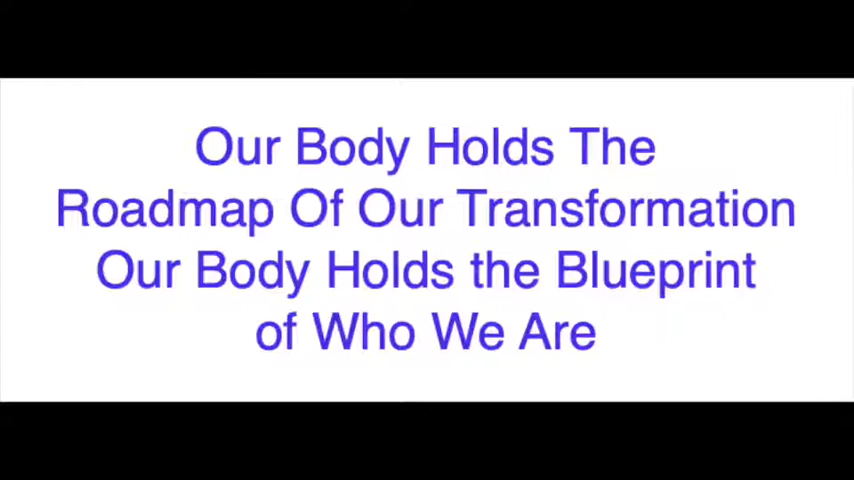 Our Body Holds The
Roadmap Of Our Transformation
Our Body Holds the Blueprint
of Who We Are